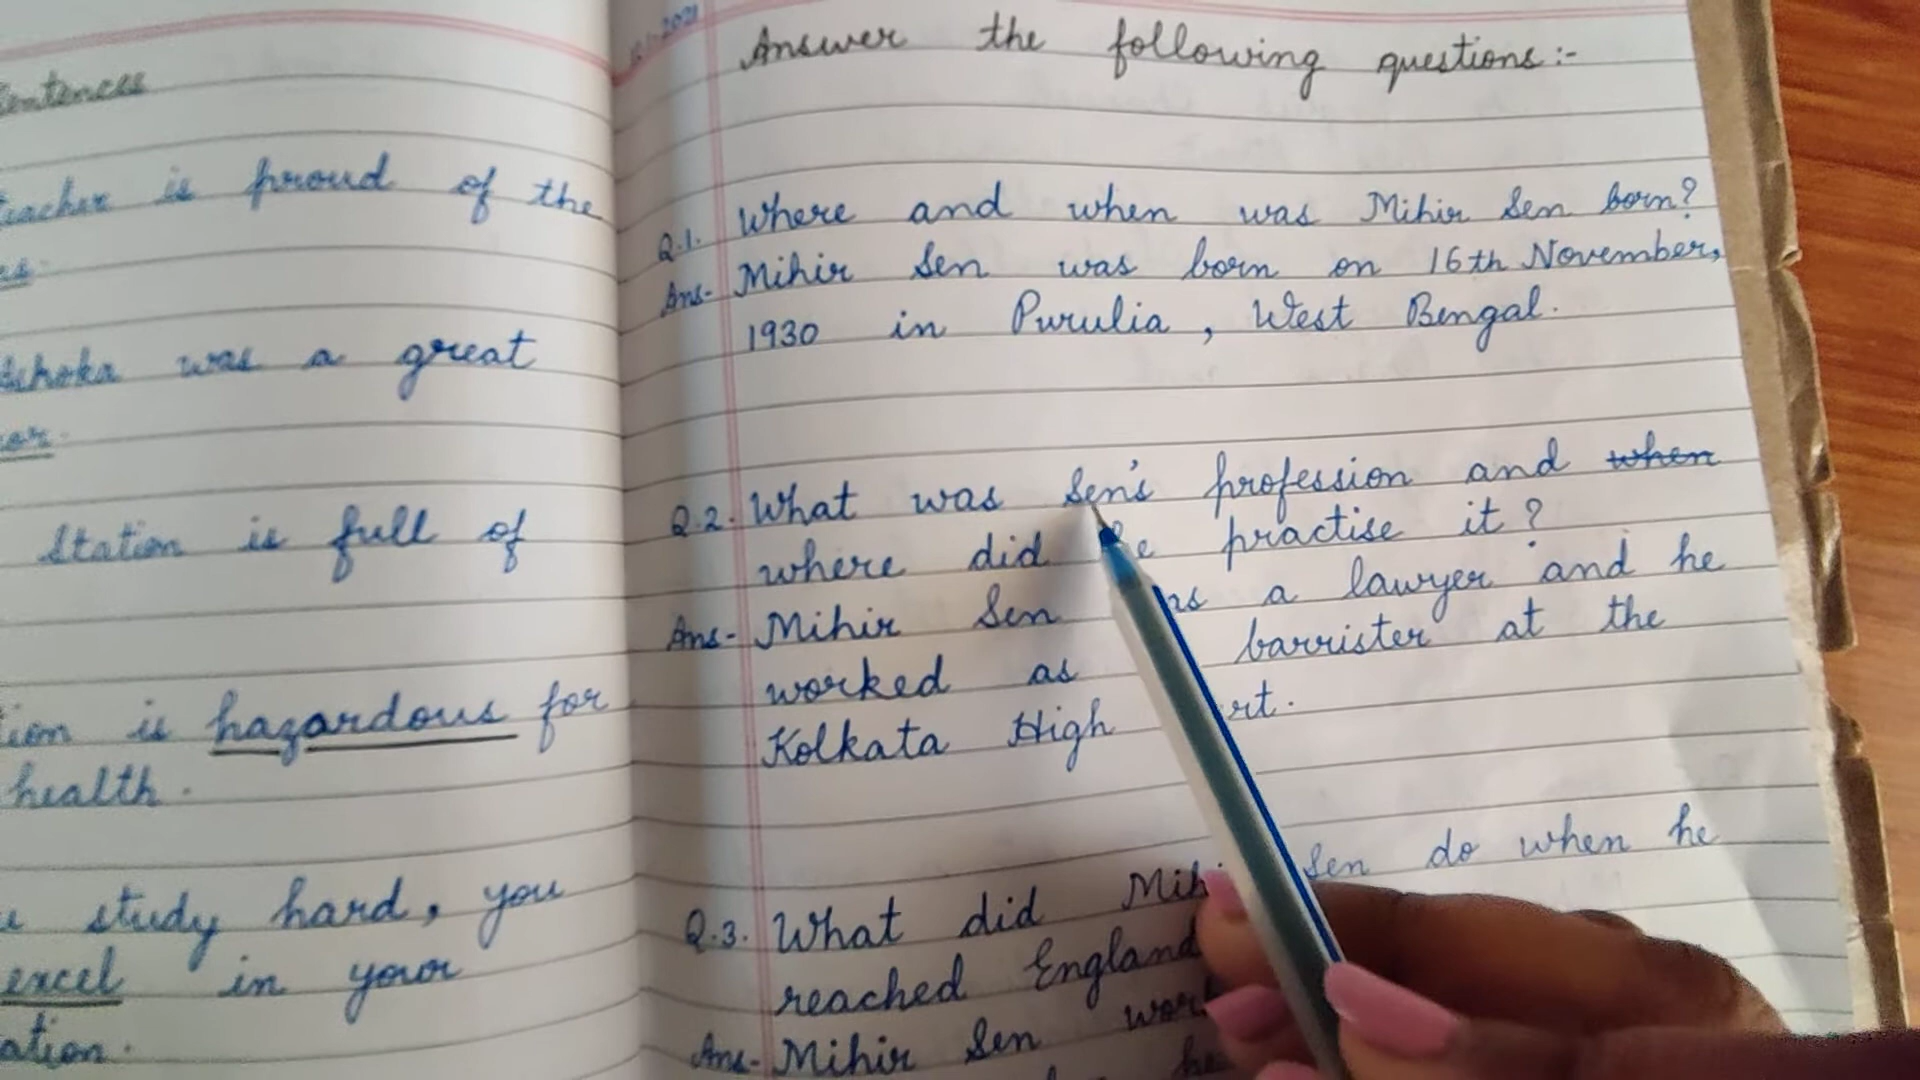 is proud of the
was a great
Station is full of
is hazardous for
health.
study hard, you
excel in your
2021
Answer the following questions:-
Q.1. Where and when was Mihir Sen born?
Ans- Mihir Sen was born on 16th November,
1930 in Purulia, West Bengal.
Q.2. What was Sen's profession and when
where did practise it?
Ans- Mihir Sen a lawyer and he
worked as barrister at the
Kolkata High
Q.3. What did Sen do when he
reached England
Ans- Mihir Sen